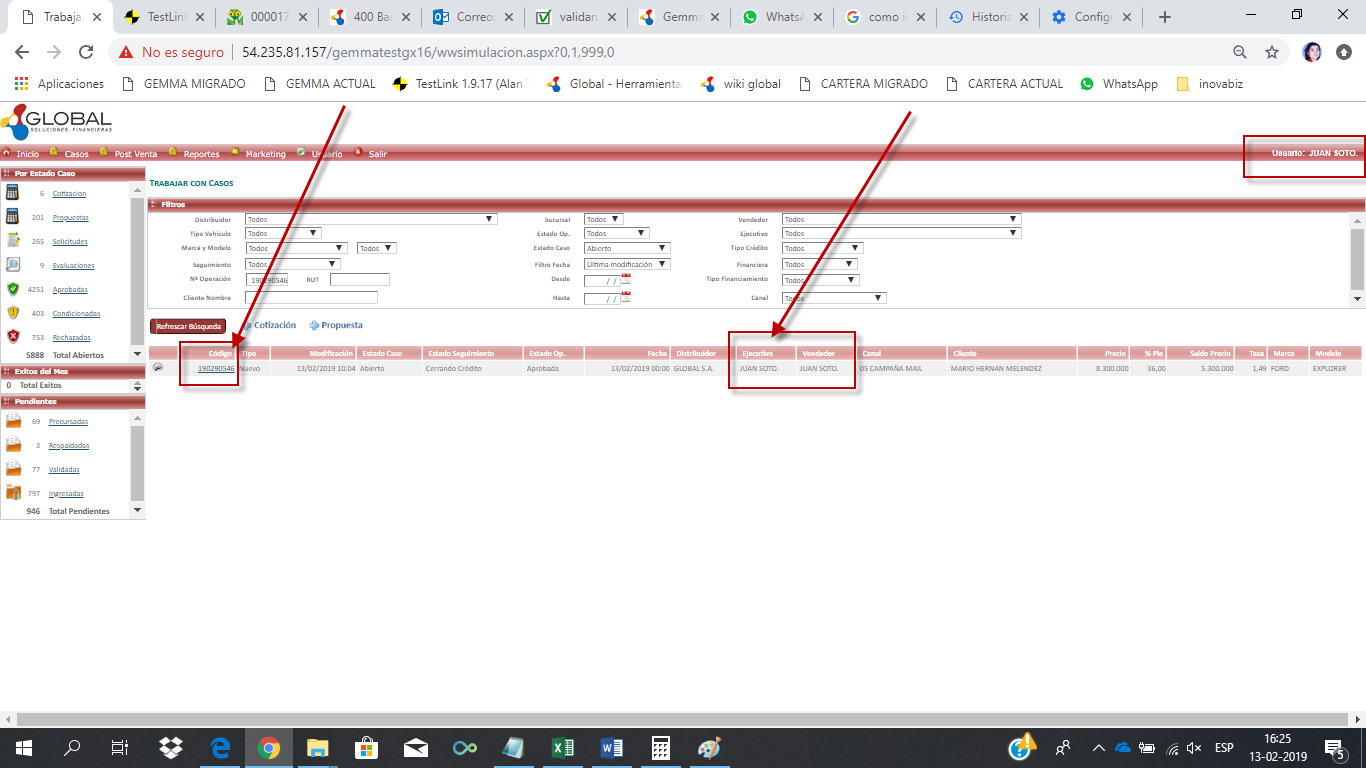 Trabaja TestLink 000017 400 Ba Correo validaru Gemma WhatsA como in Historia Config
No es seguro 54.235.81.157/gemmatestgx16/wwsimulacion.aspx?0,1,999,0
Aplicaciones GEMMA MIGRADO GEMMA ACTUAL TestLink 1.9.17 (Alan Global - Herramienta wiki global CARTERA MIGRADO CARTERA ACTUAL WhatsApp inovabiz
GLOBAL
SOLUCIONES FINANCIERAS
Inicio Casos Post Venta Reportes Marketing Usuario Salir Usuario: JUAN SOTO.
Por Estado Caso
6 Cotizacion
201 Propuestas
265 Solicitudes
9 Evaluaciones
4251 Aprobadas
403 Condicionadas
753 Rechazadas
5888 Total Abiertos
Exitos del Mes
0 Total Exitos
Pendientes
69 Precursadas
3 Respaldadas
77 Validadas
797 Ingresadas
946 Total Pendientes
TRABAJAR CON CASOS
Filtros
Distribuidor Todos Sucursal Todos Vendedor Todos
Tipo Vehículo Todos Estado Op. Todos Ejecutivo Todos
Marca y Modelo Todos Todos Estado Caso Abierto Tipo Crédito Todos
Seguimiento Todos Filtro Fecha Última modificación Financiera Todos
Nº Operación 190290546 RUT Desde / / Tipo Financiamiento Todos
Cliente Nombre Hasta / / Canal Todos
Refrescar Búsqueda Cotización Propuesta
Código Tipo Modificación Estado Caso Estado Seguimiento Estado Op. Fecha Distribuidor Ejecutivo Vendedor Canal Cliente Precio % Pie Saldo Precio Tasa Marca Modelo
190290546 Nuevo 13/02/2019 10:04 Abierto Cerrando Crédito Aprobada 13/02/2019 00:00 GLOBAL S.A. JUAN SOTO. JUAN SOTO. 05 CAMPAÑA MAIL MARIO HERNAN MELENDEZ 8.300.000 36,00 5.300.000 1,49 FORD EXPLORER
ESP 16:25
13-02-2019 5